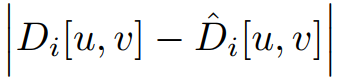 |D_i[u, v] − D̂_i[u, v]|